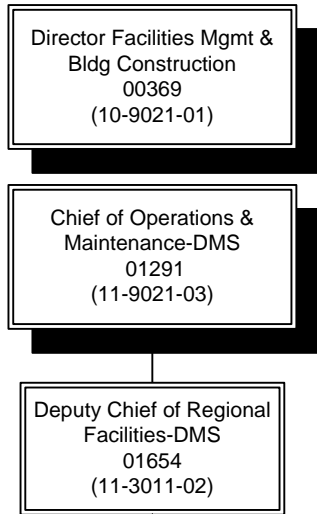 Director Facilities Mgmt &
Bldg Construction
00369
(10-9021-01)
Chief of Operations &
Maintenance-DMS
01291
(11-9021-03)
Deputy Chief of Regional
Facilities-DMS
01654
(11-3011-02)